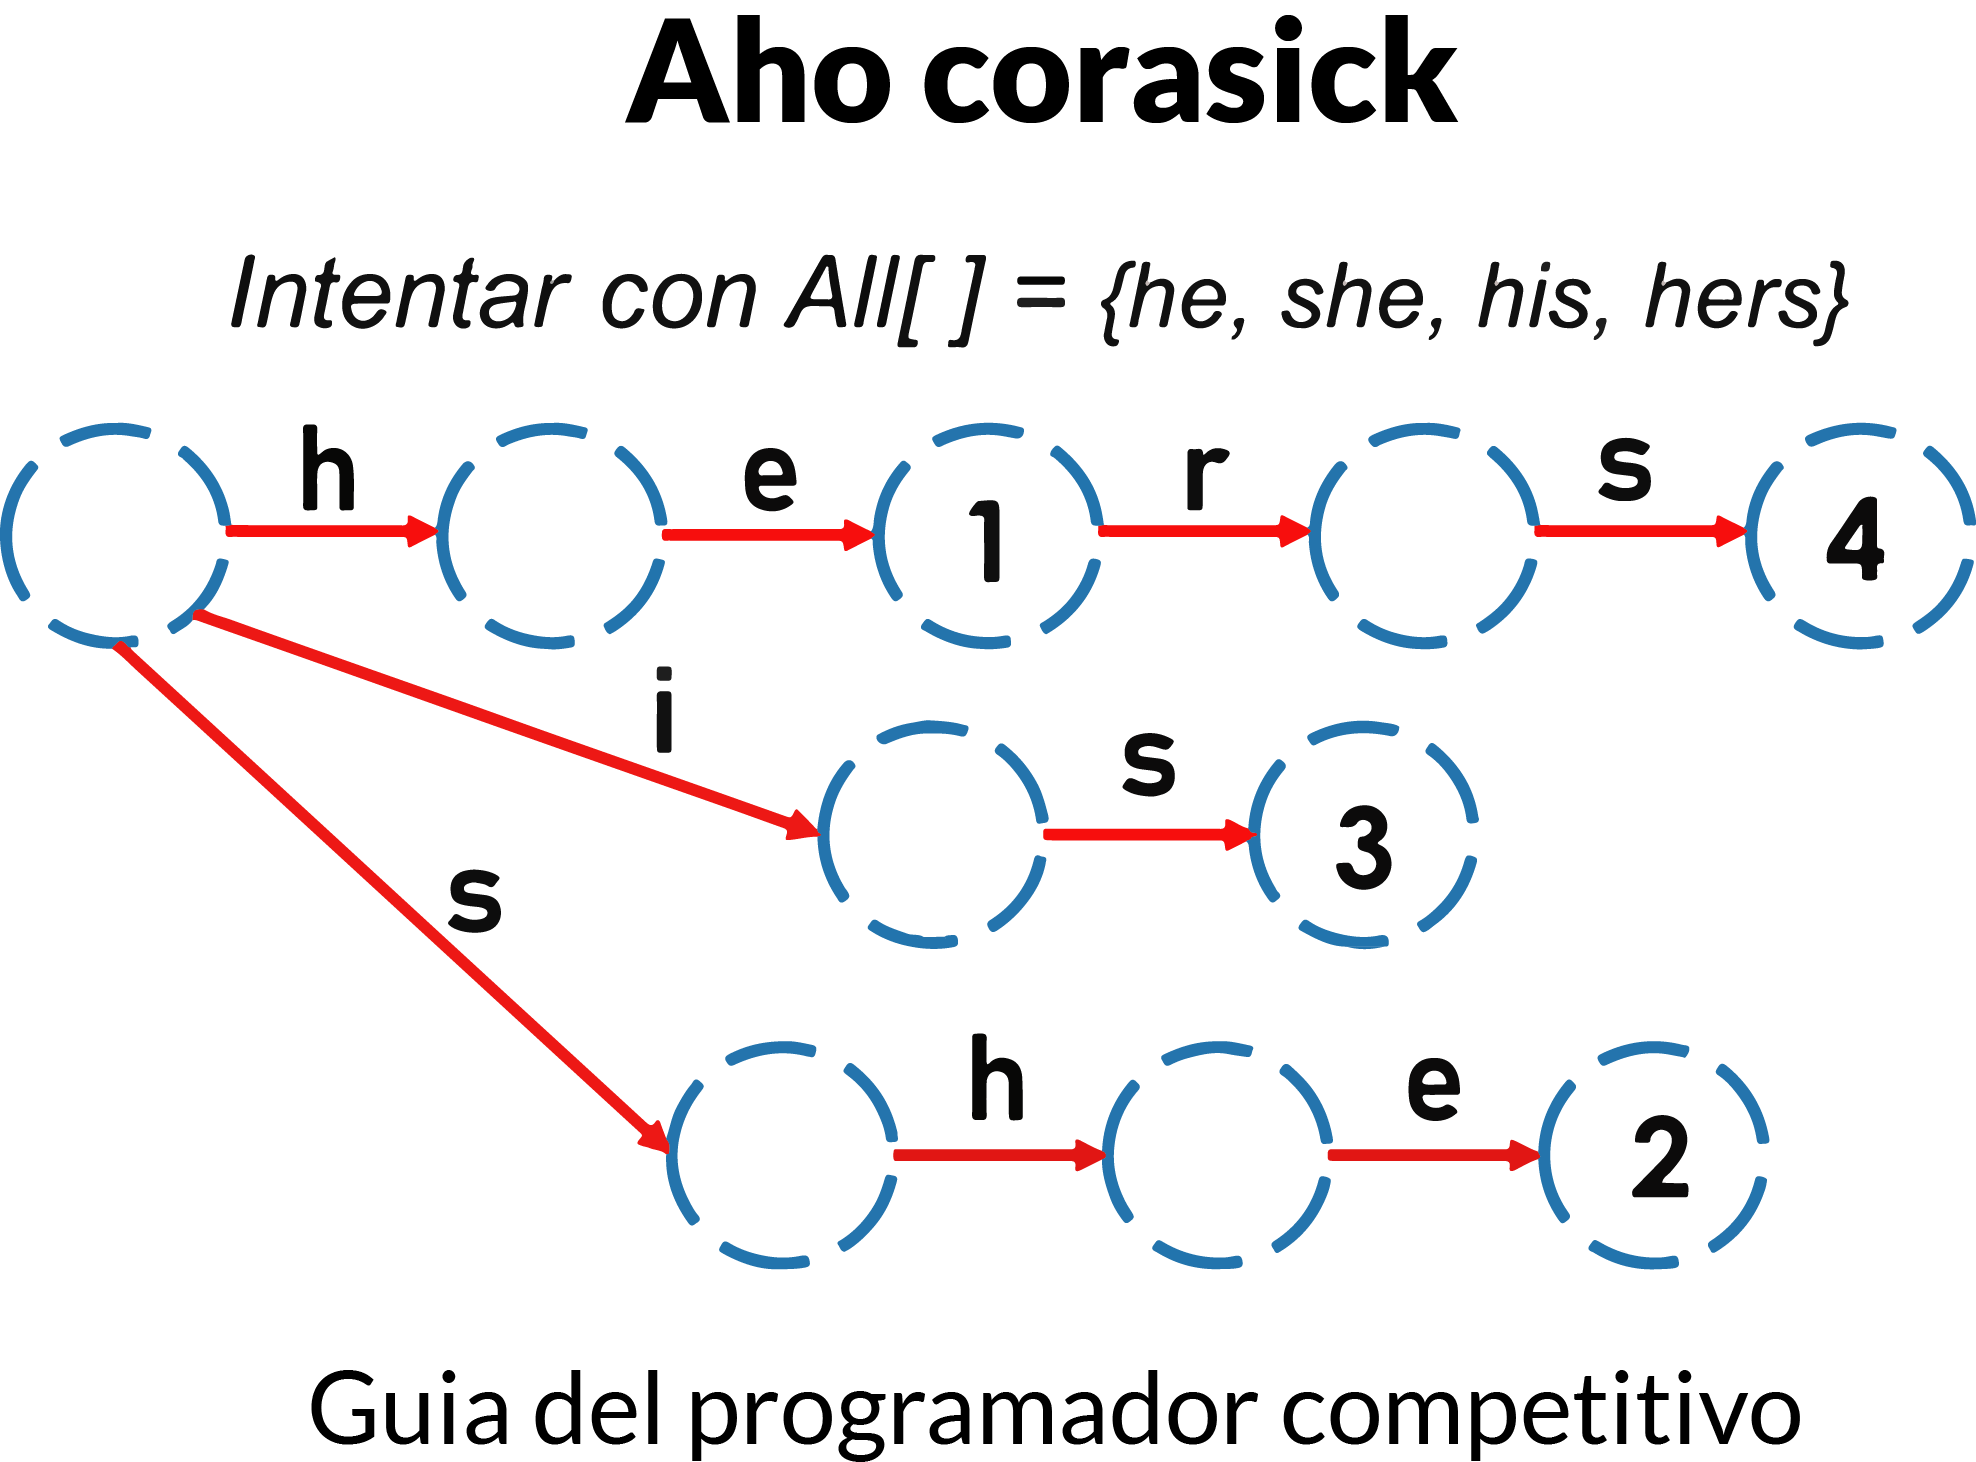 Aho corasick
Intentar con All[ ] = {he, she, his, hers}
h e r s
1 4
i s
3
s
h e
2
Guia del programador competitivo